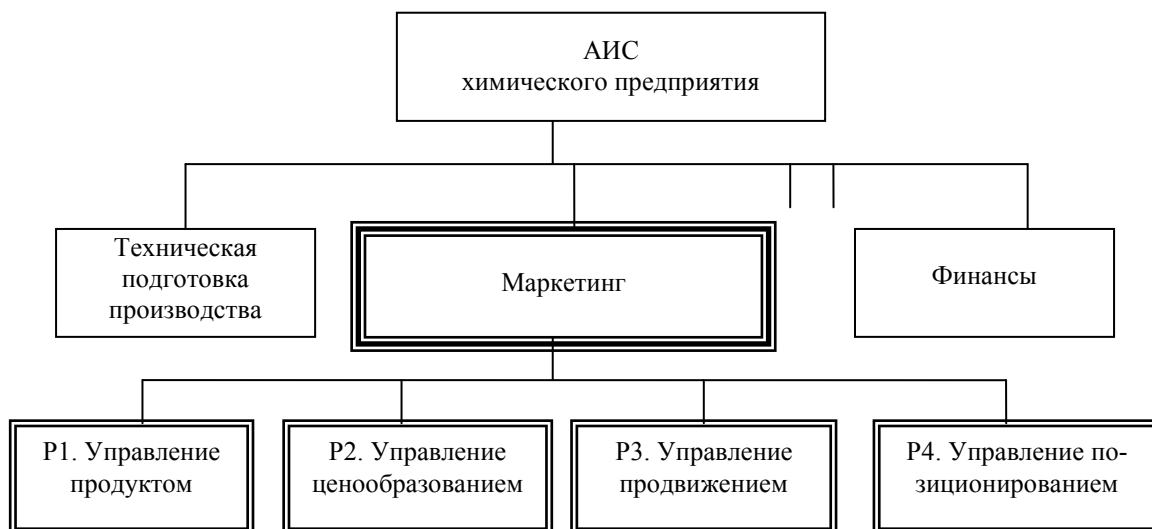 АИС
химического предприятия
Техническая
подготовка
производства
Маркетинг
Финансы
Р1. Управление
продуктом
Р2. Управление
ценообразованием
Р3. Управление
продвижением
Р4. Управление по-
зиционированием